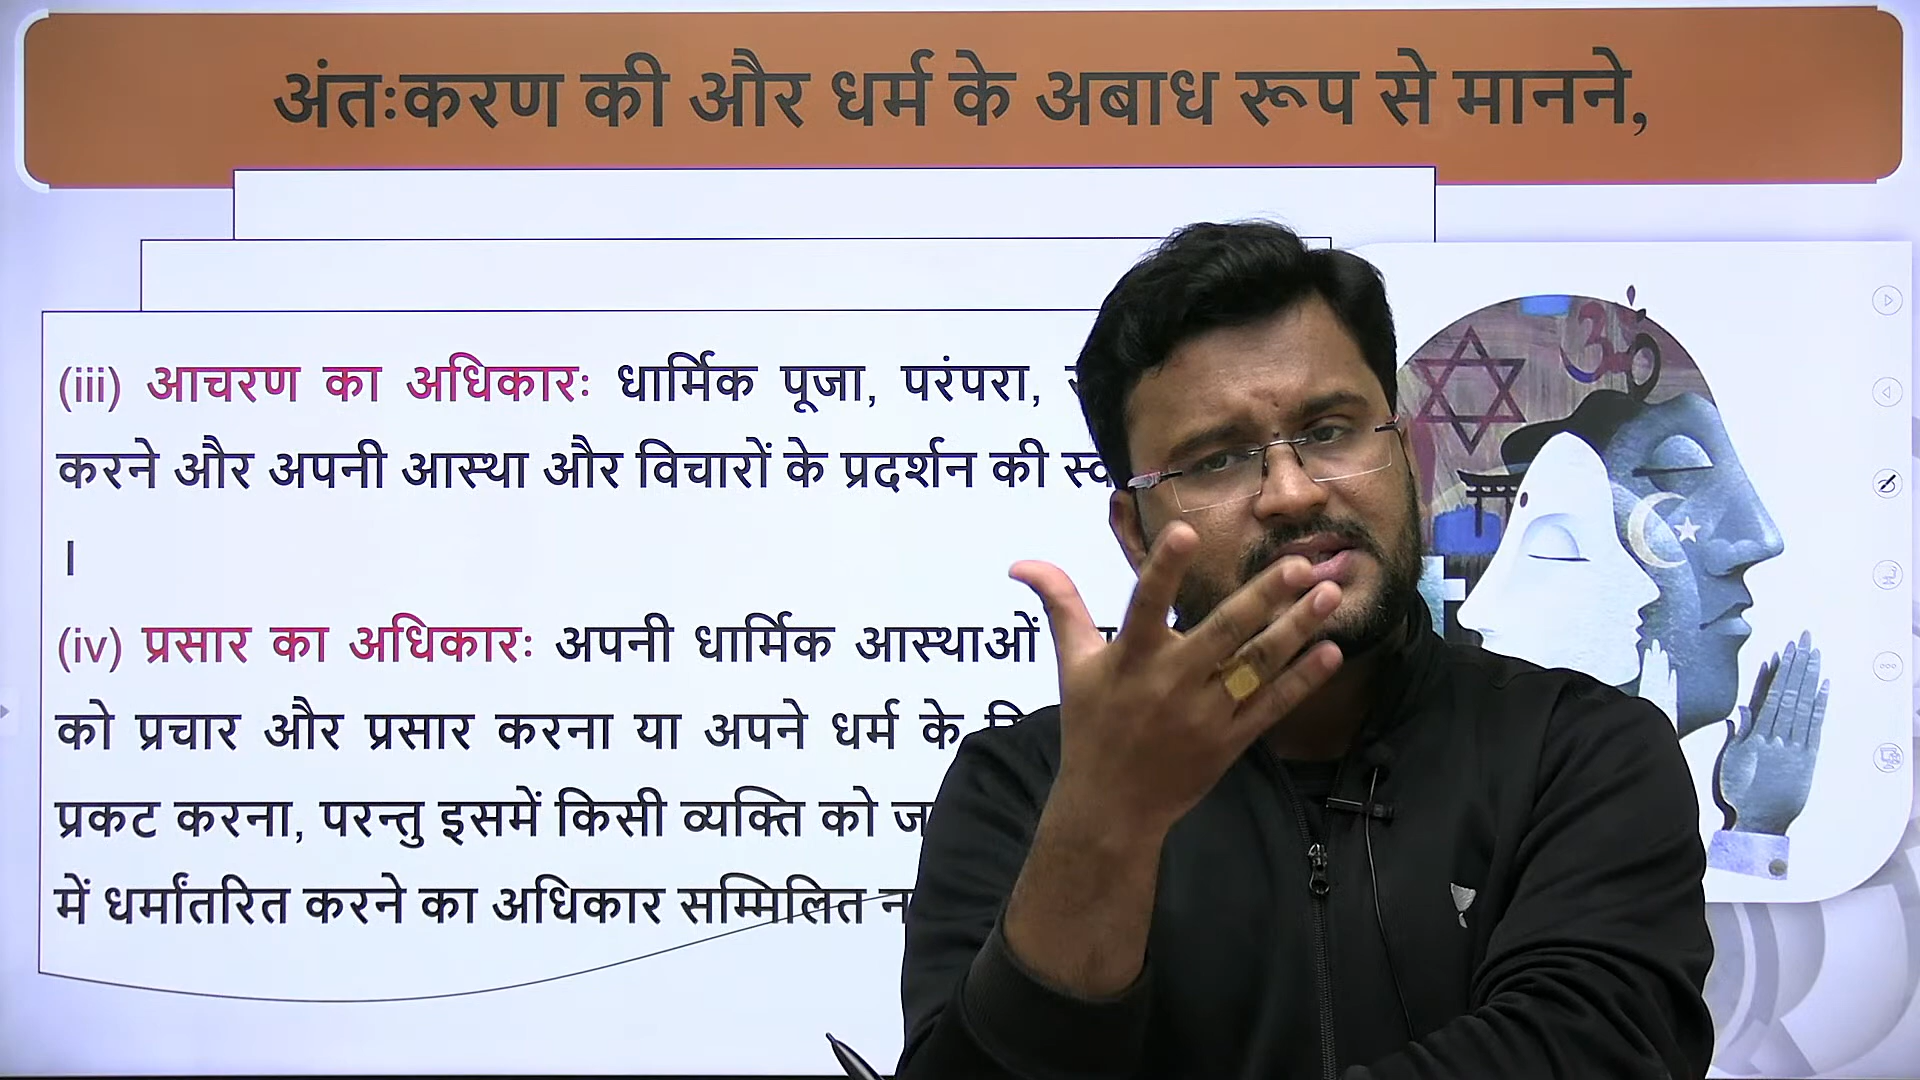 अंतःकरण की और धर्म के अबाध रूप से मानने,
(iii) आचरण का अधिकारः धार्मिक पूजा, परंपरा,
करने और अपनी आस्था और विचारों के प्रदर्शन की
।
(iv) प्रसार का अधिकारः अपनी धार्मिक आस्थाओं
को प्रचार और प्रसार करना या अपने धर्म के
प्रकट करना, परन्तु इसमें किसी व्यक्ति को
में धर्मांतरित करने का अधिकार सम्मिलित